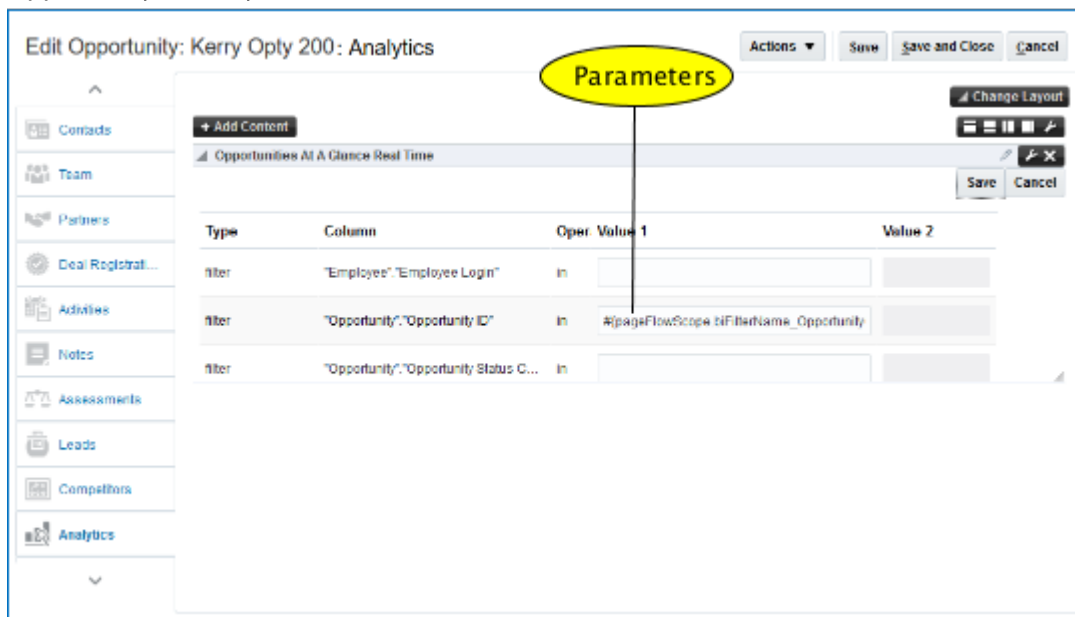 Edit Opportunity: Kerry Opty 200: Analytics
Actions Save Save and Close Cancel
Parameters
Change Layout
Contacts
+ Add Content
Opportunities At A Glance Real Time
Team
Save Cancel
Partners
Type Column Oper Value 1 Value 2
Deal Registrati...
filter "Employee"."Employee Login" in
Activities
filter "Opportunity"."Opportunity ID" in #{pageFlowScope.biFilterName_Opportunity
Notes
filter "Opportunity"."Opportunity Status C... in
Assessments
Leads
Competitors
Analytics